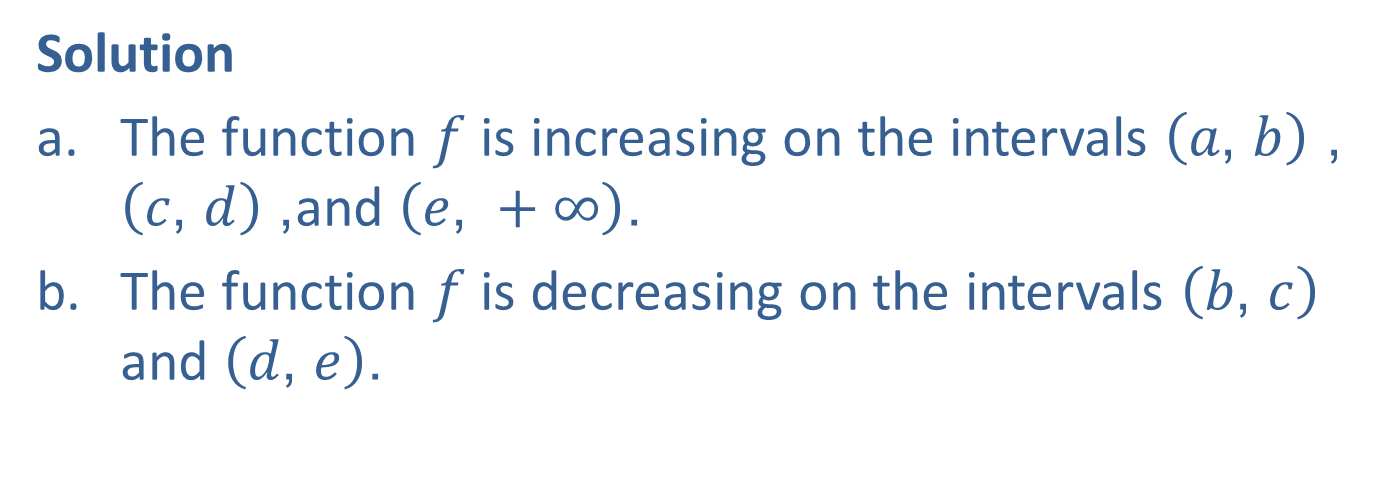 Solution
a. The function f is increasing on the intervals (a, b) ,
(c, d) ,and (e, + ∞).
b. The function f is decreasing on the intervals (b, c)
and (d, e).